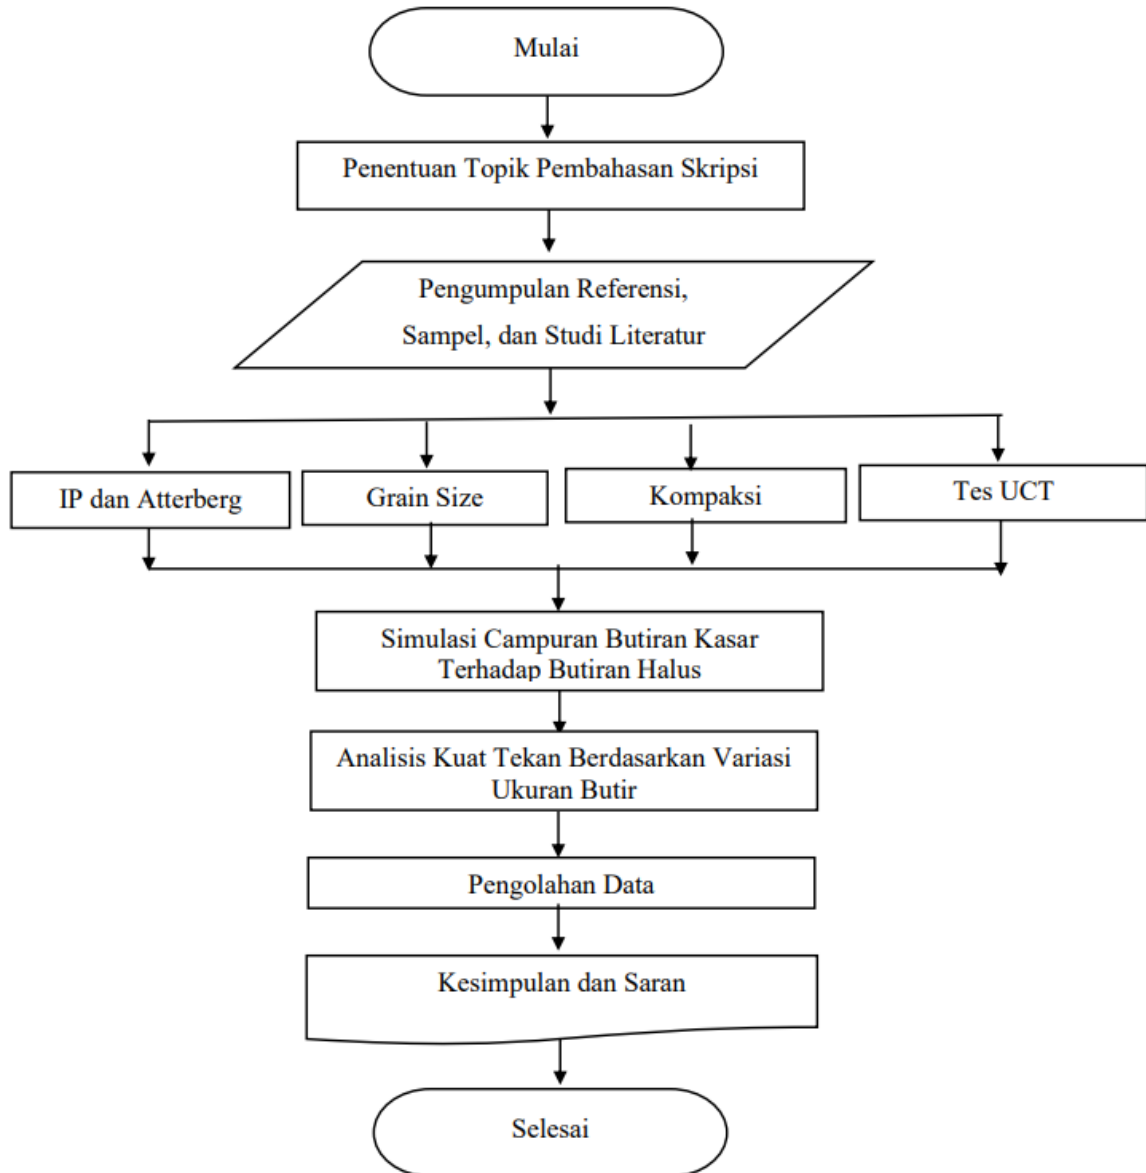 Mulai
Penentuan Topik Pembahasan Skripsi
Pengumpulan Referensi,
Sampel, dan Studi Literatur
IP dan Atterberg
Grain Size
Kompaksi
Tes UCT
Simulasi Campuran Butiran Kasar
Terhadap Butiran Halus
Analisis Kuat Tekan Berdasarkan Variasi
Ukuran Butir
Pengolahan Data
Kesimpulan dan Saran
Selesai